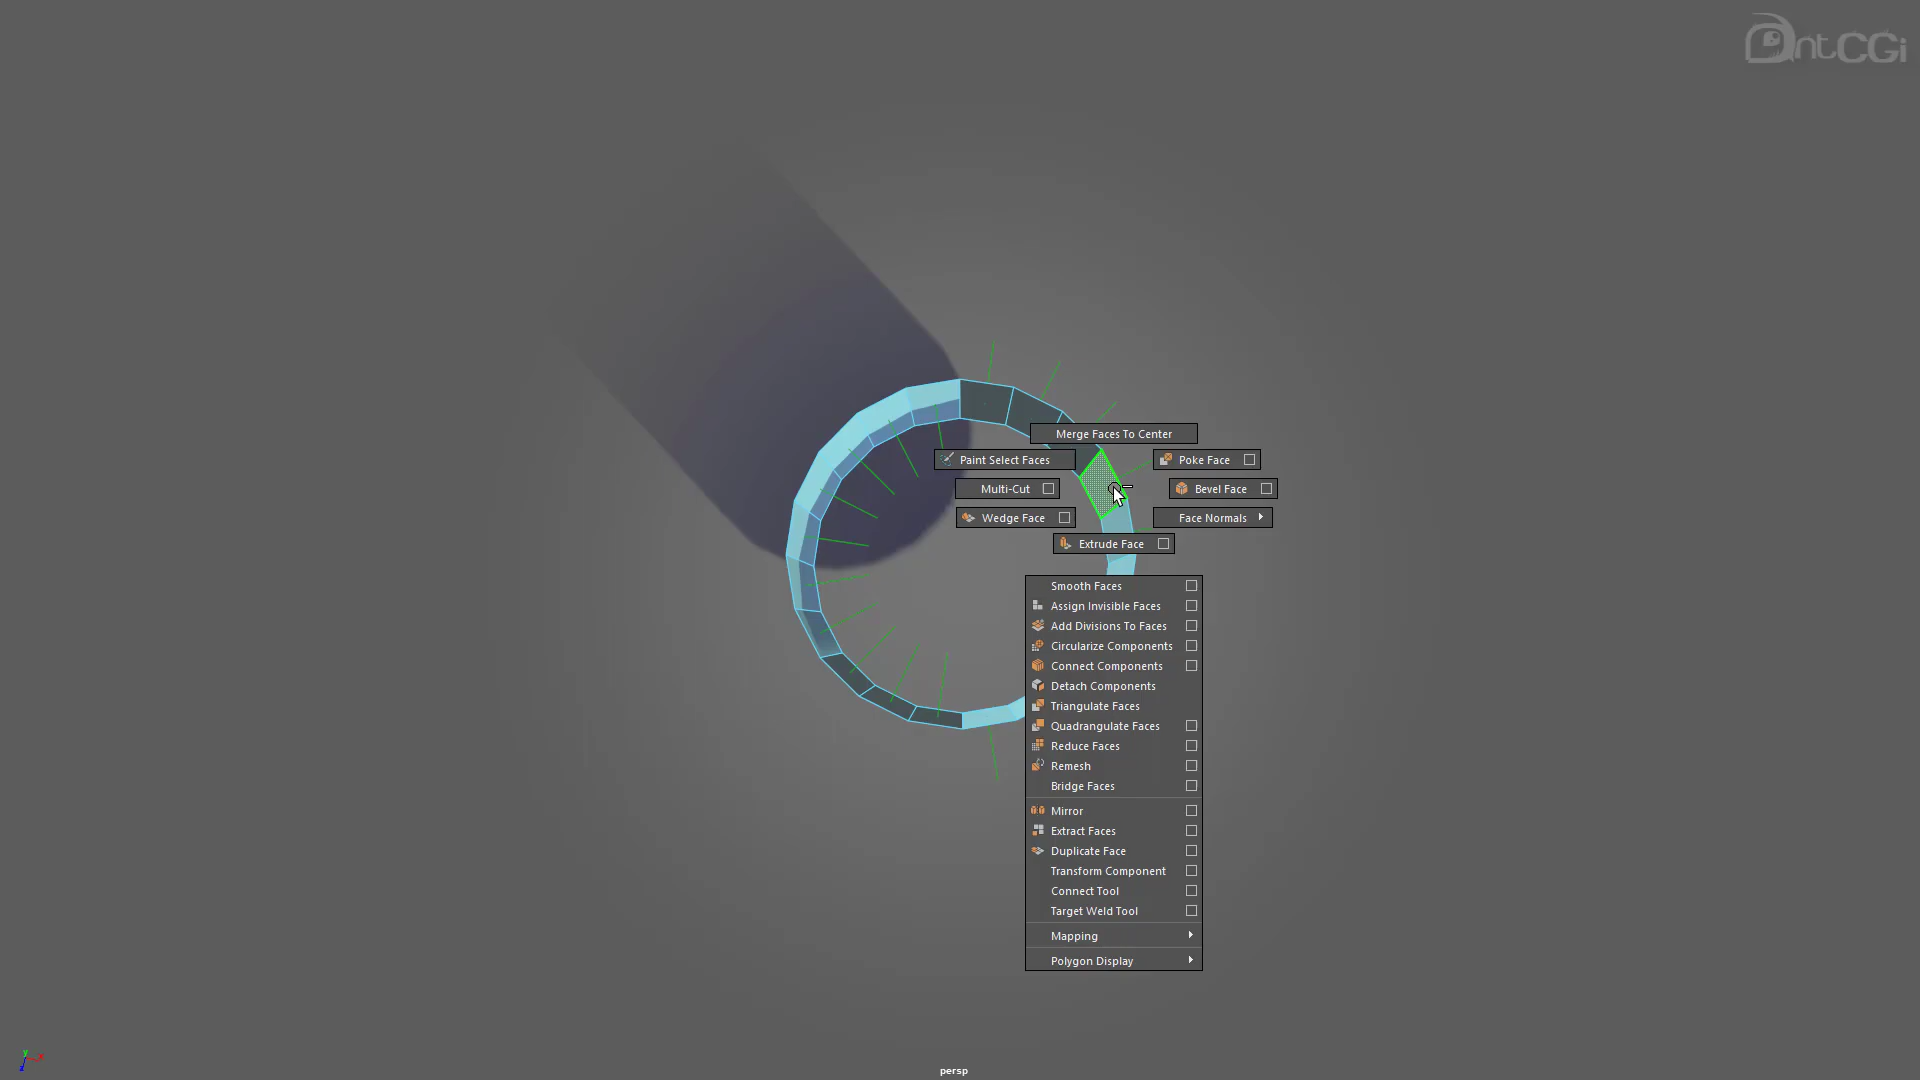 antCGi
Merge Faces To Center
Paint Select Faces
Poke Face
Multi-Cut
Bevel Face
Wedge Face
Face Normals
Extrude Face
Smooth Faces
Assign Invisible Faces
Add Divisions To Faces
Circularize Components
Connect Components
Detach Components
Triangulate Faces
Quadrangulate Faces
Reduce Faces
Remesh
Bridge Faces
Mirror
Extract Faces
Duplicate Face
Transform Component
Connect Tool
Target Weld Tool
Mapping
Polygon Display
y
x
z
persp